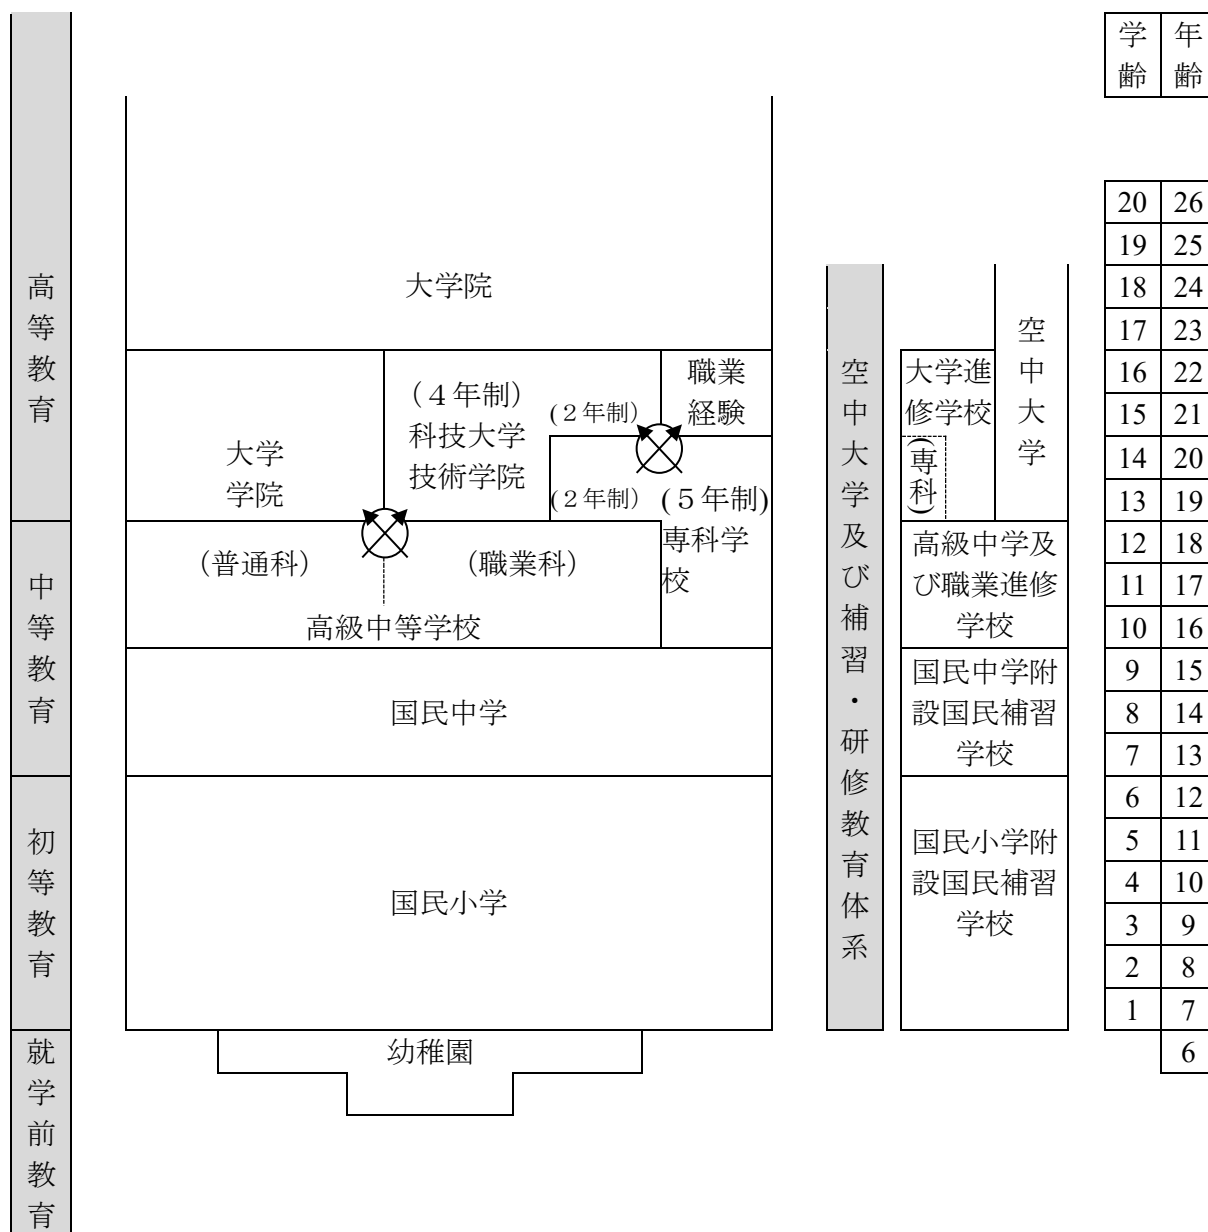 高等教育
中等教育
初等教育
就学前教育
大学院
大学
学院
（４年制）
科技大学
技術学院
（２年制）
職業
経験
（２年制）
（５年制）
専科学
校
（普通科）
（職業科）
高級中等学校
国民中学
国民小学
幼稚園
空中大学及び補習・研修教育体系
大学進
修学校
（専科）
空中大学
高級中学及
び職業進修
学校
国民中学附
設国民補習
学校
国民小学附
設国民補習
学校
学齢 年齢
20 26
19 25
18 24
17 23
16 22
15 21
14 20
13 19
12 18
11 17
10 16
9 15
8 14
7 13
6 12
5 11
4 10
3 9
2 8
1 7
6